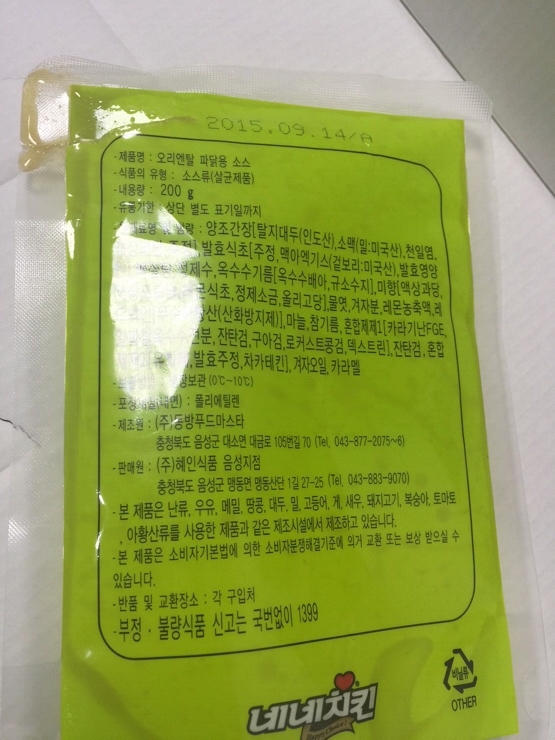 2015.09.14/A
·제품명 : 오리엔탈 파닭용 소스
·식품의 유형 : 소스류(살균제품)
·내용량 : 200 g
·유통기한 : 상단 별도 표기일까지
및 함량 : 양조간장[탈지대두(인도산),소맥(밀:미국산),천일염,
주정],발효식초[주정,맥아엑기스(겉보리:미국산),발효영양
정제수 옥수수기름[옥수수배아,규소수지],미향[액상과당,
식초,정제소금,올리고당],물엿,겨자분,레몬농축액,레
산(산화방지제)],마늘,참기름,혼합제제1[카라기난FGE,
잔탄검,구아검,로커스트콩검,덱스트린],잔탄검,혼합
발효주정,차카테킨],겨자오일,카라멜
보관(0℃~10℃)
·포장재질(내면) : 폴리에틸렌
·제조원 : (주)동방푸드마스타
충청북도 음성군 대소면 대금로 105번길 70 (Tel, 043-877-2075~6)
·판매원 : (주)혜인식품 음성지점
충청북도 음성군 맹동면 맹동산단 1길 27-25 (Tel, 043-883-9070)
·본 제품은 난류, 우유, 메밀, 땅콩, 대두, 밀, 고등어, 게, 새우, 돼지고기, 복숭아, 토마토
, 아황산류를 사용한 제품과 같은 제조시설에서 제조하고 있습니다.
·본 제품은 소비자기본법에 의한 소비자분쟁해결기준에 의거 교환 또는 보상 받으실 수
있습니다.
·반품 및 교환장소 : 각 구입처
·부정 · 불량식품 신고는 국번없이 1399
네네치킨
비닐류
OTHER